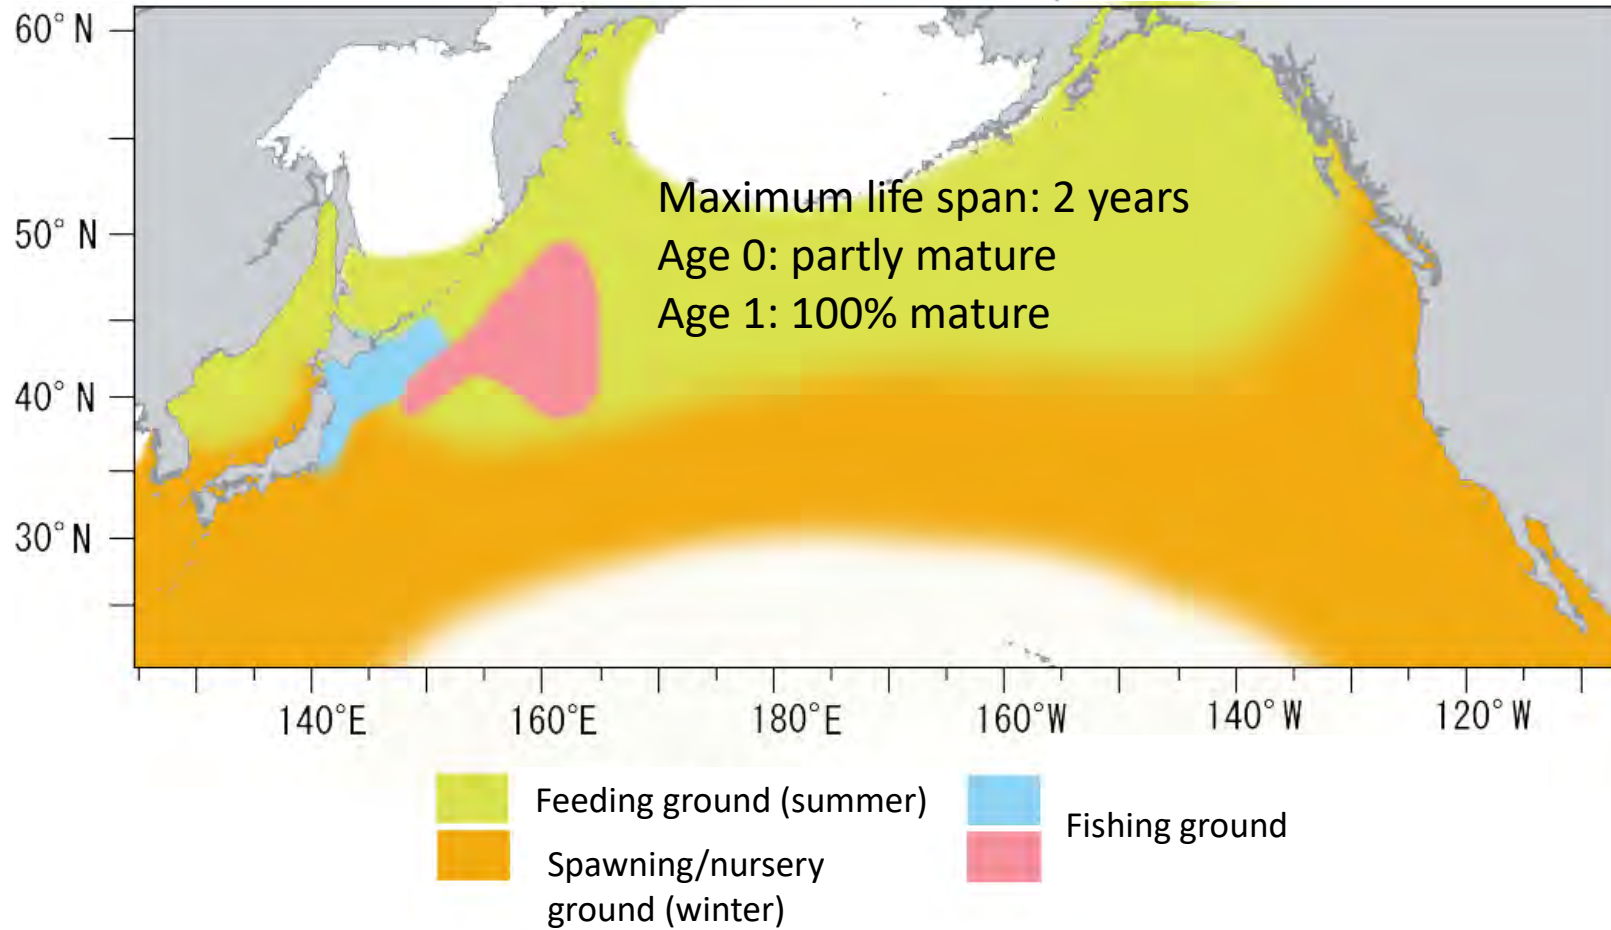 60°N
50°N
40°N
30°N
Maximum life span: 2 years
Age 0: partly mature
Age 1: 100% mature
140°E 160°E 180°E 160°W 140°W 120°W
Feeding ground (summer)
Spawning/nursery
ground (winter)
Fishing ground